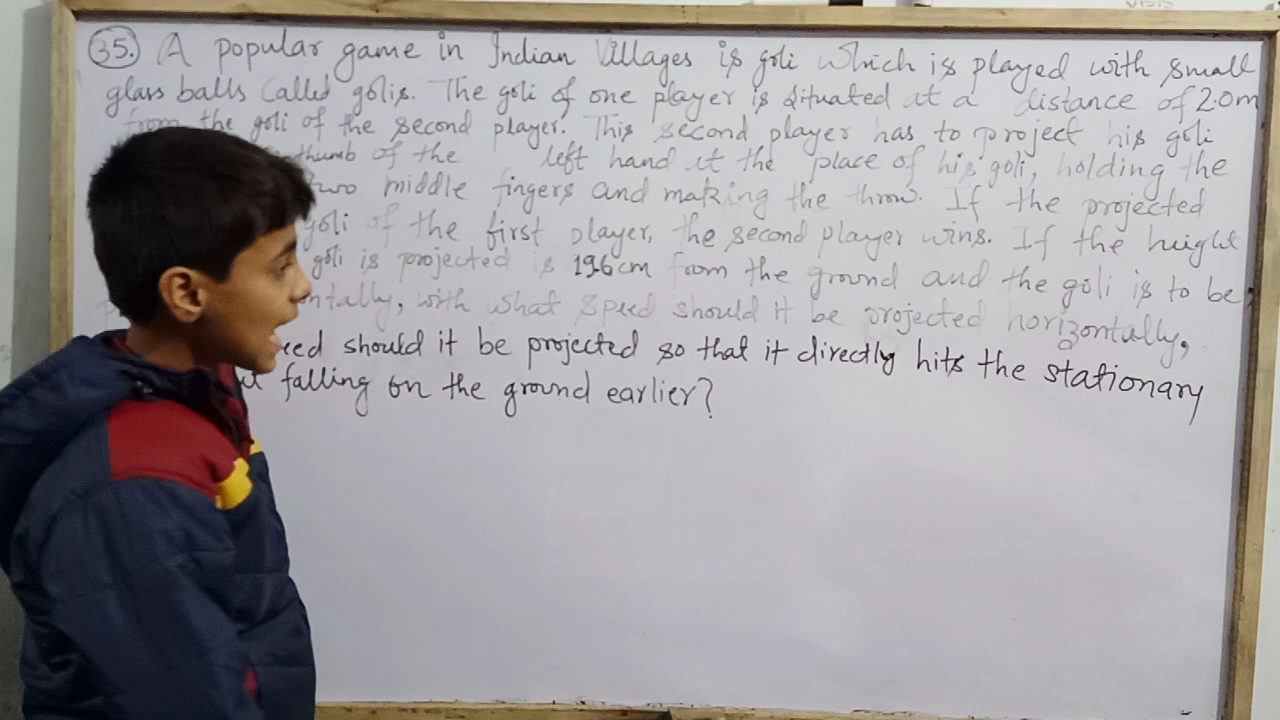 35. A popular game in Indian Villages is goli which is played with small
glass balls called golis. The goli of one player is situated at a distance of 2.0m
from the goli of the second player. This second player has to project his goli
thumb of the left hand at the place of his goli, holding the
two middle fingers and making the throw. If the projected
goli of the first player, the second player wins. If the height
goli is projected is 19.6cm from the ground and the goli is to be
with what speed should it be projected horizontally,
should it be projected so that it directly hits the stationary
falling on the ground earlier?